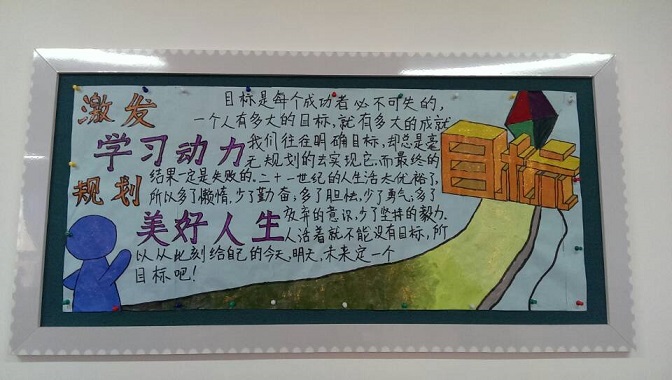 激发
学习动力
规划
美好人生
目标
目标是每个成功者必不可失的,
一个人有多大的目标,就有多大的成就
我们往往明确目标,却总是毫
无规划的去实现它,而最终的
结果一定是失败的.二十一世纪的人生活太优裕了,
所以多了懒惰,少了勤奋;多了胆怯,少了勇气;多了
放弃的意识,少了坚持的毅力.
人活着就不能没有目标,所
以从此刻给自己的今天,明天,未来定一个
目标吧!